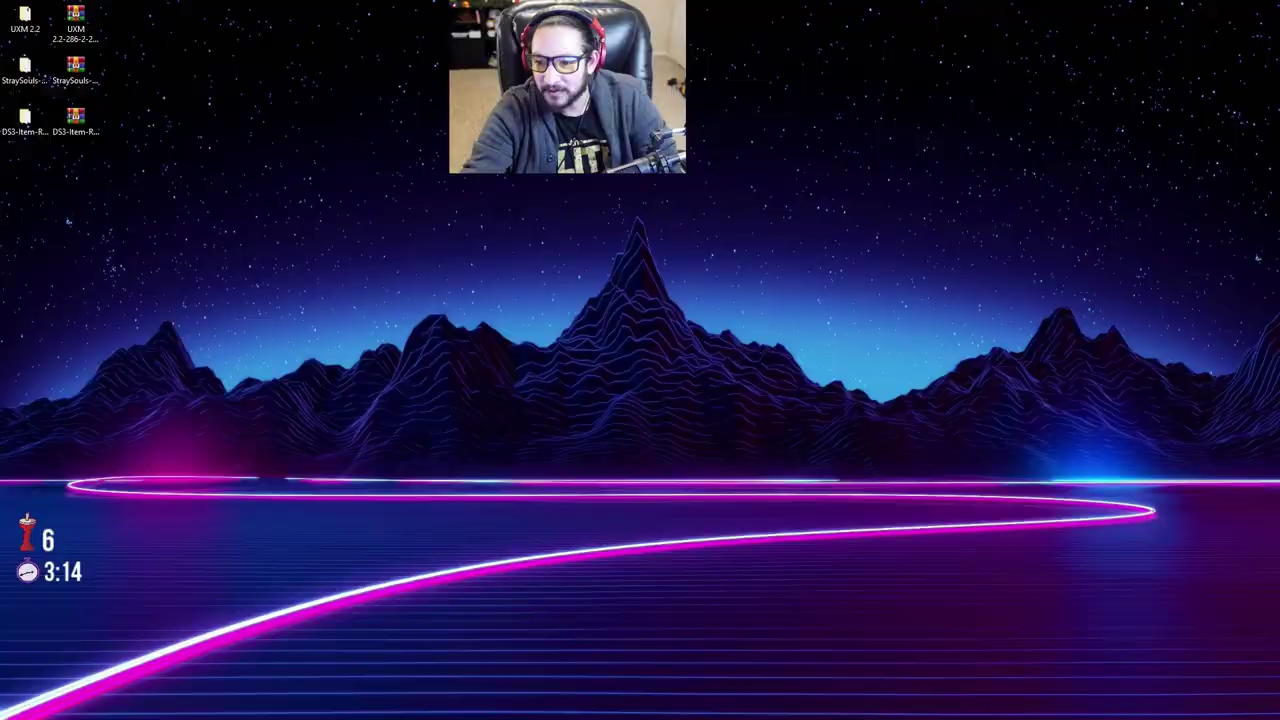 UXM 2.2
UXM
2.2-286-2-2...
StraySouls-...
StraySouls-...
DS3-Item-R...
DS3-Item-R...
6
3:14